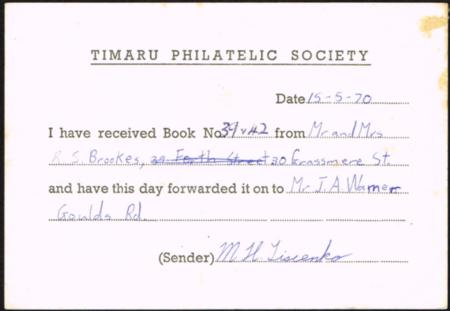 TIMARU PHILATELIC SOCIETY
Date 15-5-70
I have received Book No. 39 & 42 from Mr and Mrs
R. S. Brookes, 30 Grassmere St.
and have this day forwarded it on to Mr J. A. Warner
Goulds Rd.
(Sender) M H Liscenko